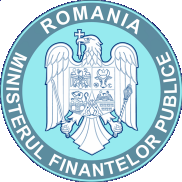 ROMANIA
MINISTERUL FINANTELOR PUBLICE